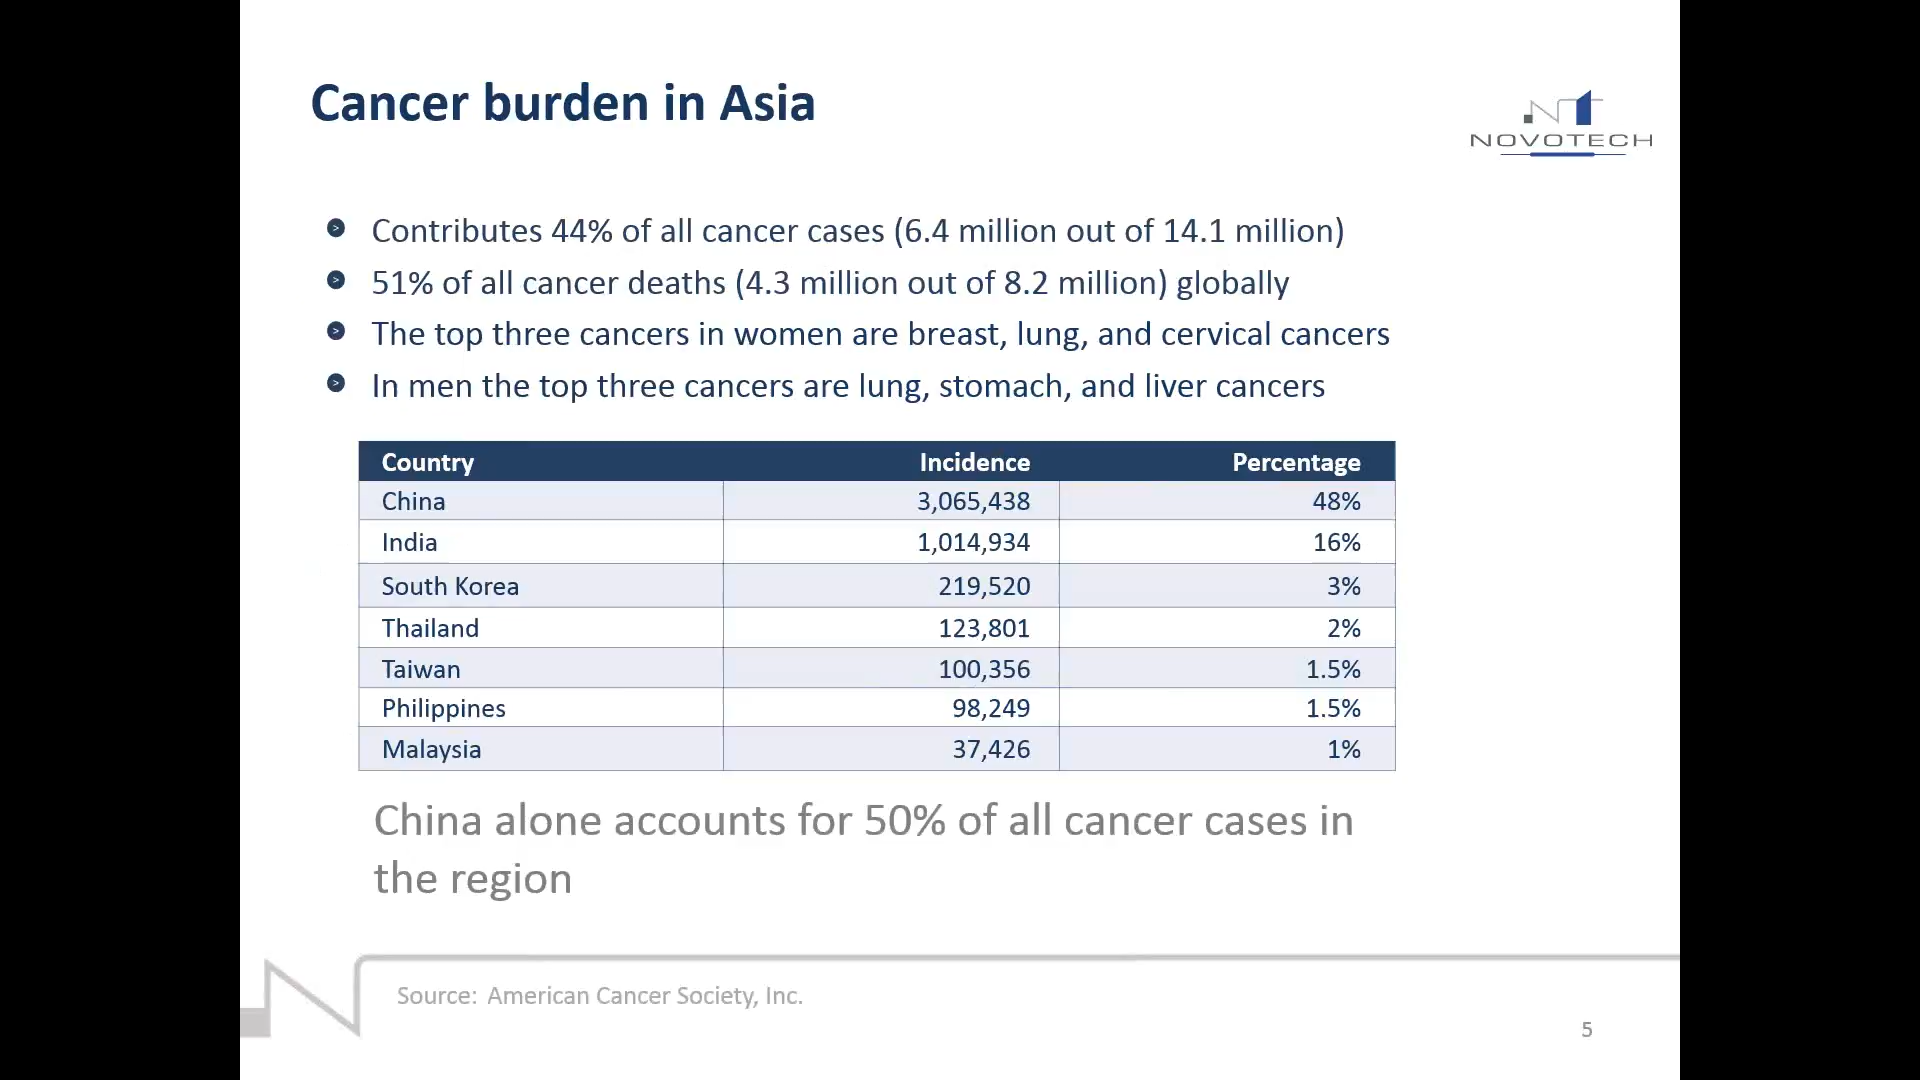 Cancer burden in Asia
NOVOTECH
Contributes 44% of all cancer cases (6.4 million out of 14.1 million)
51% of all cancer deaths (4.3 million out of 8.2 million) globally
The top three cancers in women are breast, lung, and cervical cancers
In men the top three cancers are lung, stomach, and liver cancers
Country Incidence Percentage
China 3,065,438 48%
India 1,014,934 16%
South Korea 219,520 3%
Thailand 123,801 2%
Taiwan 100,356 1.5%
Philippines 98,249 1.5%
Malaysia 37,426 1%
China alone accounts for 50% of all cancer cases in
the region
Source: American Cancer Society, Inc.
5